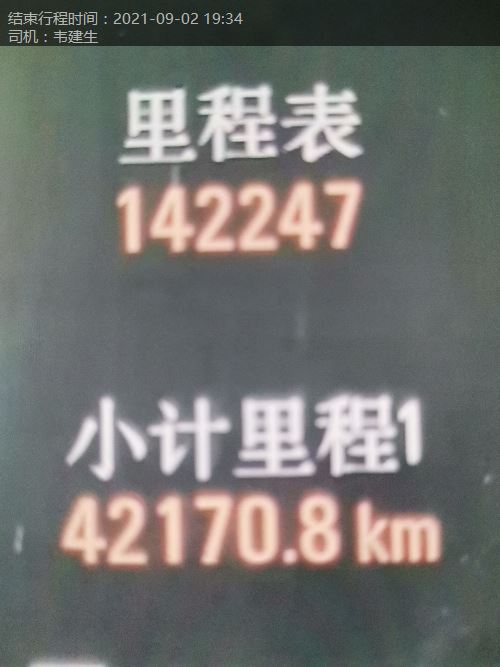 结束行程时间：2021-09-02 19:34
司机：韦建生
里程表
142247
小计里程1
42170.8 km